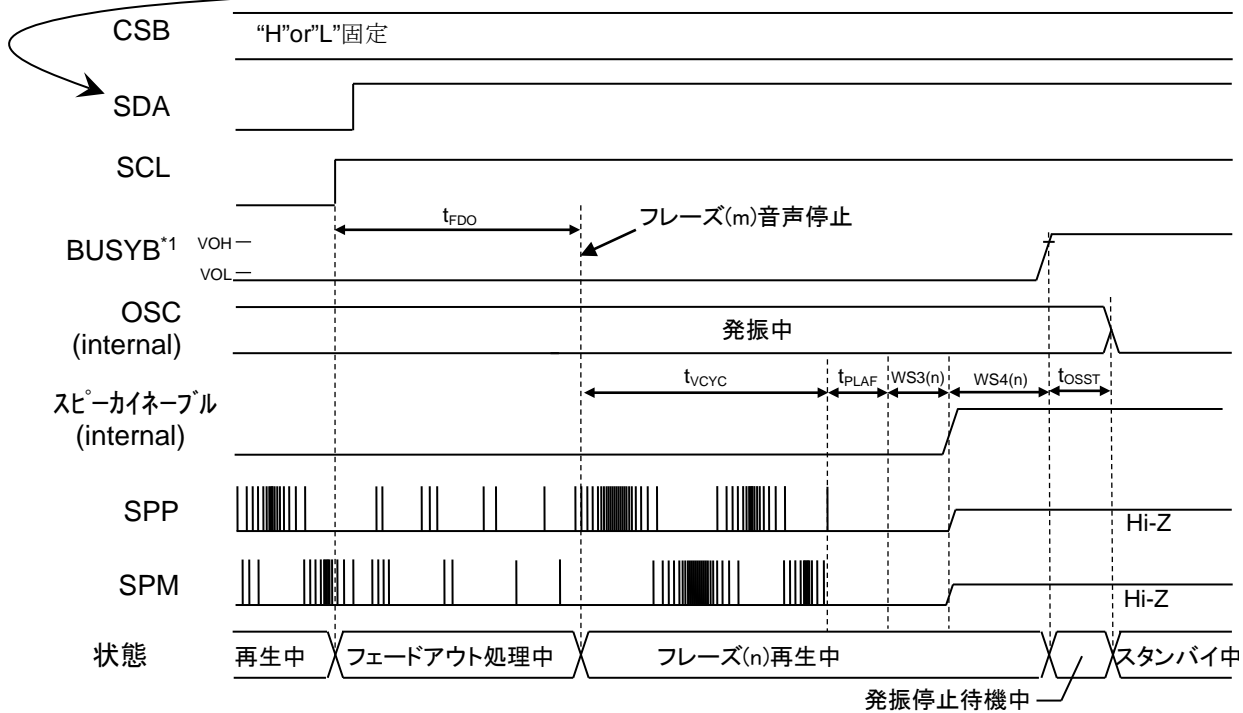 CSB
“H”or”L”固定
SDA
SCL
tFDO
フレーズ(m)音声停止
BUSYB*1
VOH
VOL
OSC
(internal)
発振中
tVCYC
tPLAF
WS3(n)
WS4(n)
tOSST
スピーカイネーブル
(internal)
SPP
Hi-Z
SPM
Hi-Z
状態
再生中
フェードアウト処理中
フレーズ(n)再生中
スタンバイ中
発振停止待機中